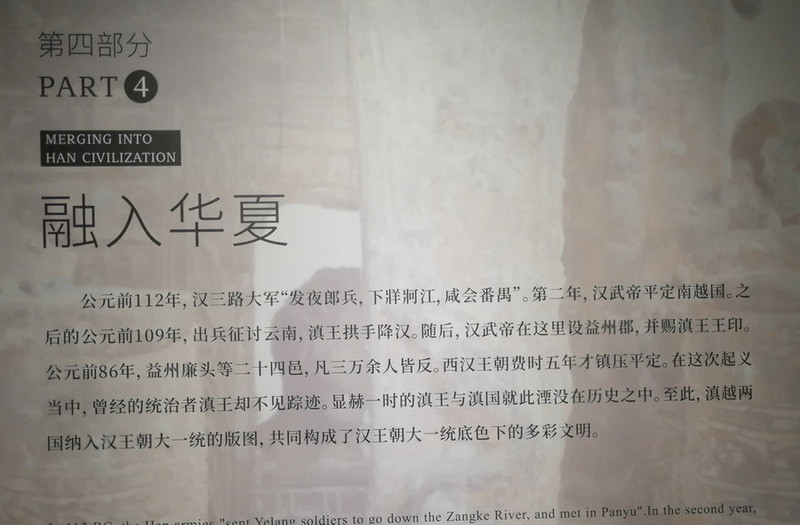 第四部分
PART 4
MERGING INTO
HAN CIVILIZATION
融入华夏
公元前112年, 汉三路大军“发夜郎兵, 下牂牁江, 咸会番禺”。第二年, 汉武帝平定南越国。之
后的公元前109年, 出兵征讨云南, 滇王拱手降汉。随后, 汉武帝在这里设益州郡, 并赐滇王王印。
公元前86年, 益州廉头等二十四邑, 凡三万余人皆反。西汉王朝费时五年才镇压平定。在这次起义
当中, 曾经的统治者滇王却不见踪迹。显赫一时的滇王与滇国就此湮没在历史之中。至此, 滇越两
国纳入汉王朝大一统的版图, 共同构成了汉王朝大一统底色下的多彩文明。
In 112 BC, the Han armies "sent Yelang soldiers to go down the Zangke River, and met in Panyu".In the second year,